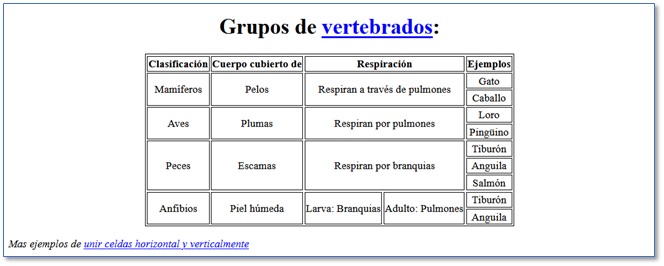 Grupos de vertebrados:
Clasificación Cuerpo cubierto de Respiración Ejemplos
Mamíferos Pelos Respiran a través de pulmones Gato
Caballo
Aves Plumas Respiran por pulmones Loro
Pingüino
Peces Escamas Respiran por branquias Tiburón
Anguila
Salmón
Anfibios Piel húmeda Larva: Branquias Adulto: Pulmones Tiburón
Anguila
Mas ejemplos de unir celdas horizontal y verticalmente